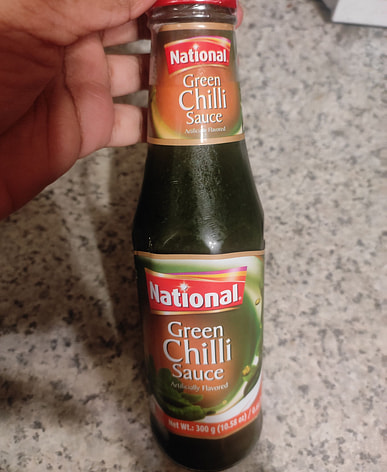 National
Green
Chilli
Sauce
Artificially Flavored
National
Green
Chilli
Sauce
Artificially Flavored
Net Wt.: 300 g (10.58 oz)